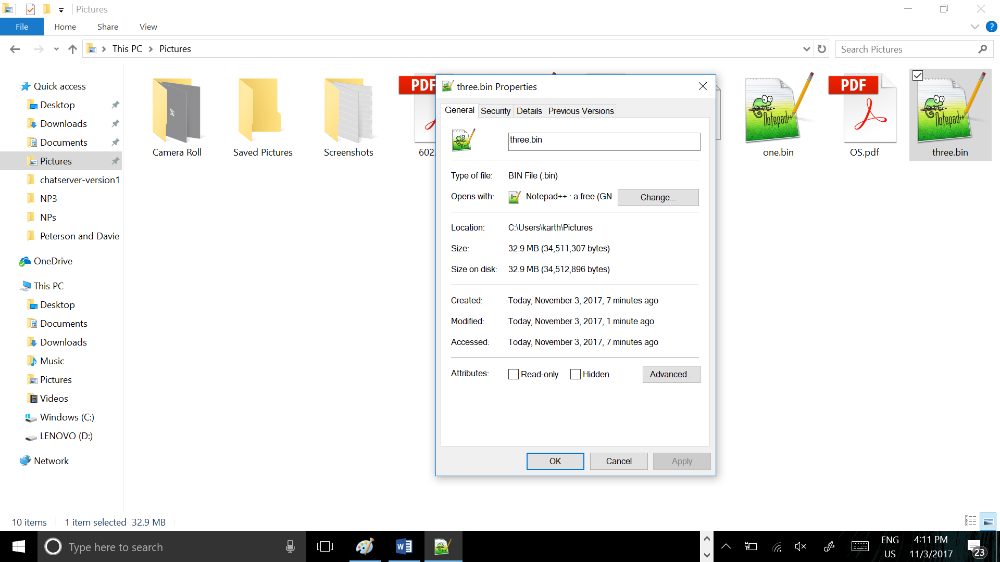 Pictures
File Home Share View
This PC Pictures
Search Pictures
Quick access
Desktop
Downloads
Documents
Pictures
chatserver-version1
NP3
NPs
Peterson and Davie
OneDrive
This PC
Desktop
Documents
Downloads
Music
Pictures
Videos
Windows (C:)
LENOVO (D:)
Network
Camera Roll
Saved Pictures
Screenshots
PDF
602.
Notepad++
one.bin
PDF
OS.pdf
Notepad++
three.bin
three.bin Properties
General Security Details Previous Versions
three.bin
Type of file: BIN File (.bin)
Opens with: Notepad++ : a free (GN Change...
Location: C:\Users\karth\Pictures
Size: 32.9 MB (34,511,307 bytes)
Size on disk: 32.9 MB (34,512,896 bytes)
Created: Today, November 3, 2017, 7 minutes ago
Modified: Today, November 3, 2017, 1 minute ago
Accessed: Today, November 3, 2017, 7 minutes ago
Attributes: Read-only Hidden Advanced...
OK Cancel Apply
10 items 1 item selected 32.9 MB
Type here to search
ENG
US
4:11 PM
11/3/2017
23